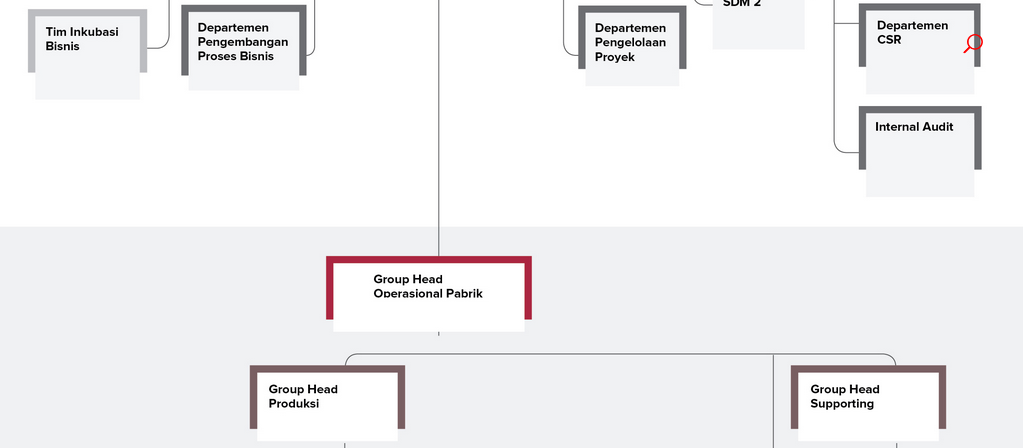 Tim Inkubasi
Bisnis
Departemen
Pengembangan
Proses Bisnis
Departemen
Pengelolaan
Proyek
SDM 2
Departemen
CSR
Internal Audit
Group Head
Operasional Pabrik
Group Head
Produksi
Group Head
Supporting